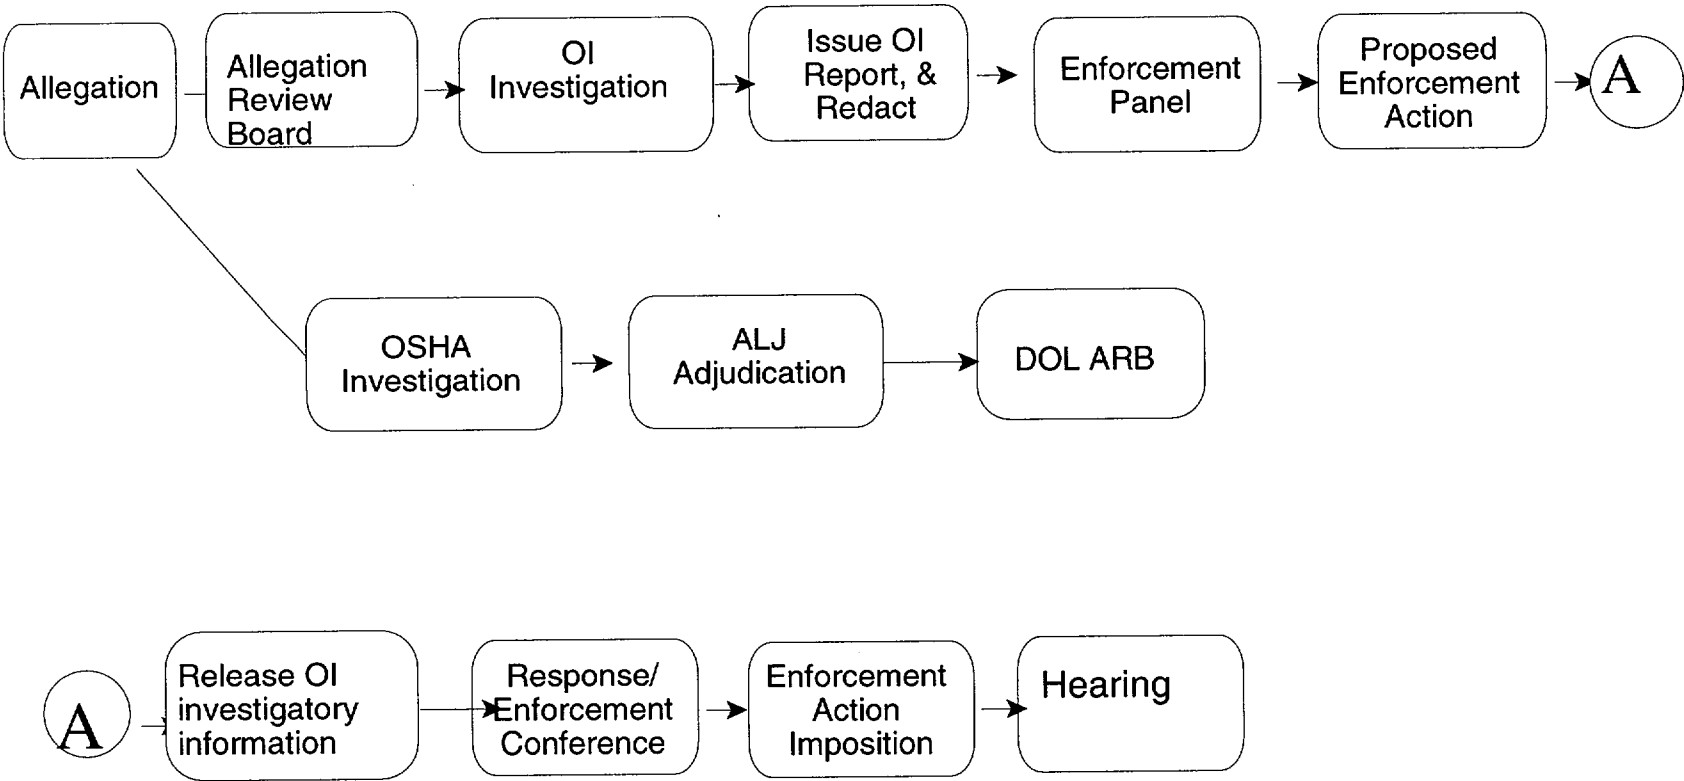 Allegation
Allegation
Review
Board
OI
Investigation
Issue OI
Report, &
Redact
Enforcement
Panel
Proposed
Enforcement
Action
A
OSHA
Investigation
ALJ
Adjudication
DOL ARB
A
Release OI
investigatory
information
Response/
Enforcement
Conference
Enforcement
Action
Imposition
Hearing